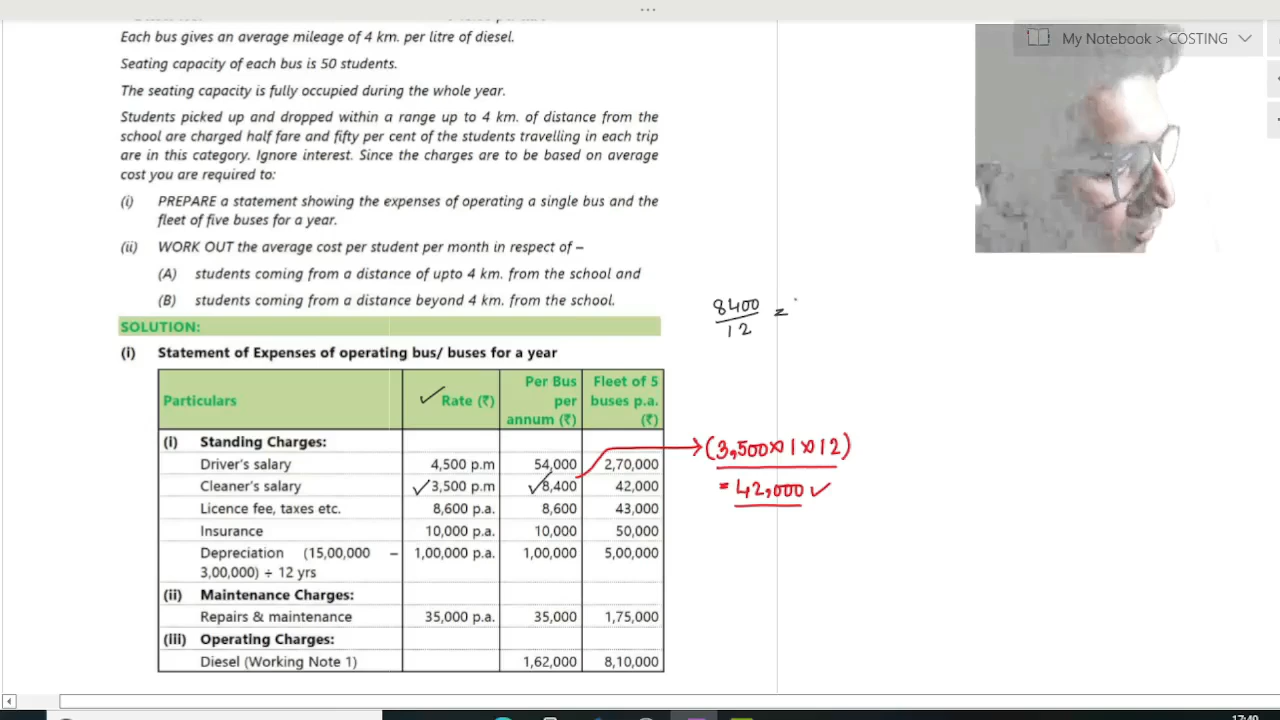 ...
My Notebook > COSTING
Each bus gives an average mileage of 4 km. per litre of diesel.
Seating capacity of each bus is 50 students.
The seating capacity is fully occupied during the whole year.
Students picked up and dropped within a range up to 4 km. of distance from the
school are charged half fare and fifty per cent of the students travelling in each trip
are in this category. Ignore interest. Since the charges are to be based on average
cost you are required to:
(i) PREPARE a statement showing the expenses of operating a single bus and the
fleet of five buses for a year.
(ii) WORK OUT the average cost per student per month in respect of –
(A) students coming from a distance of upto 4 km. from the school and
(B) students coming from a distance beyond 4 km. from the school.
8400
12 =
SOLUTION:
(i) Statement of Expenses of operating bus/ buses for a year
Particulars ✓ Rate (₹) Per Bus per annum (₹) Fleet of 5 buses p.a. (₹)
(i) Standing Charges:
Driver's salary 4,500 p.m 54,000 2,70,000
(3,500×1×12)
Cleaner's salary ✓3,500 p.m ✓8,400 42,000
= 42,000 ✓
Licence fee, taxes etc. 8,600 p.a. 8,600 43,000
Insurance 10,000 p.a. 10,000 50,000
Depreciation (15,00,000 – 1,00,000 p.a. 1,00,000 5,00,000
3,00,000) ÷ 12 yrs
(ii) Maintenance Charges:
Repairs & maintenance 35,000 p.a. 35,000 1,75,000
(iii) Operating Charges:
Diesel (Working Note 1) 1,62,000 8,10,000